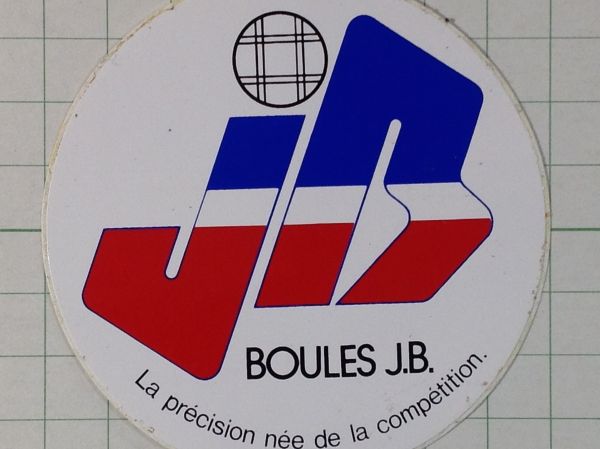 JB
BOULES J.B.
La précision née de la compétition.